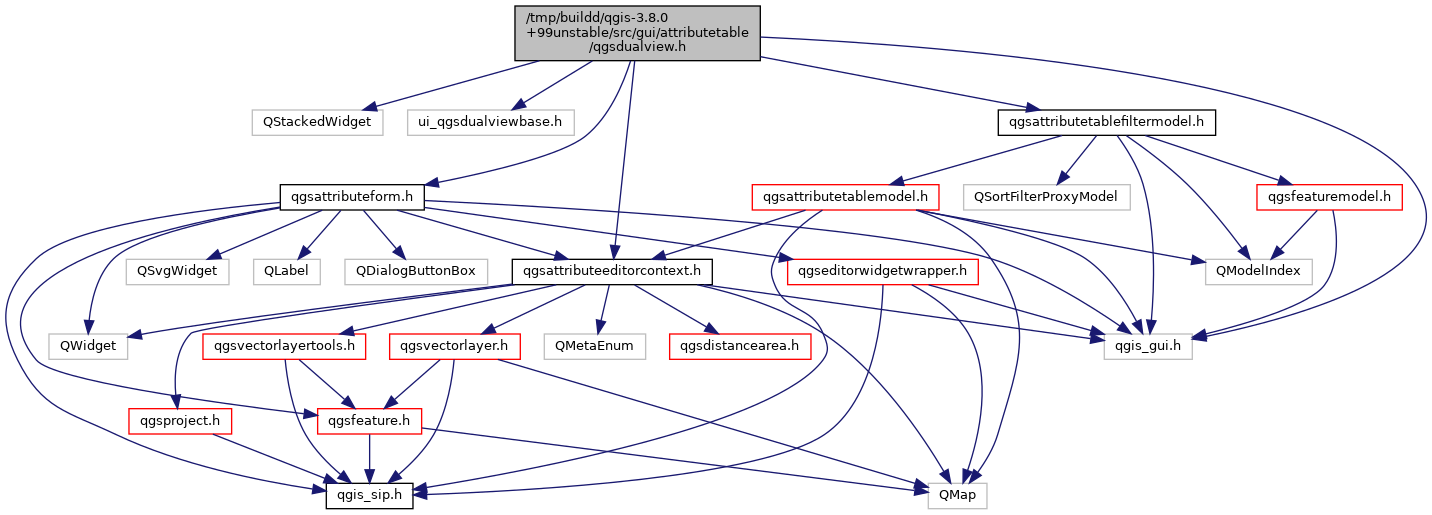 /tmp/buildd/qgis-3.8.0
+99unstable/src/gui/attributetable
/qgsdualview.h
QStackedWidget
ui_qgsdualviewbase.h
qgsattributetablefiltermodel.h
qgsattributeform.h
qgsattributetablemodel.h
QSortFilterProxyModel
qgsfeaturemodel.h
QSvgWidget
QLabel
QDialogButtonBox
qgsattributeeditorcontext.h
qgseditorwidgetwrapper.h
QModelIndex
QWidget
qgsvectorlayertools.h
qgsvectorlayer.h
QMetaEnum
qgsdistancearea.h
qgis_gui.h
qgsproject.h
qgsfeature.h
qgis_sip.h
QMap